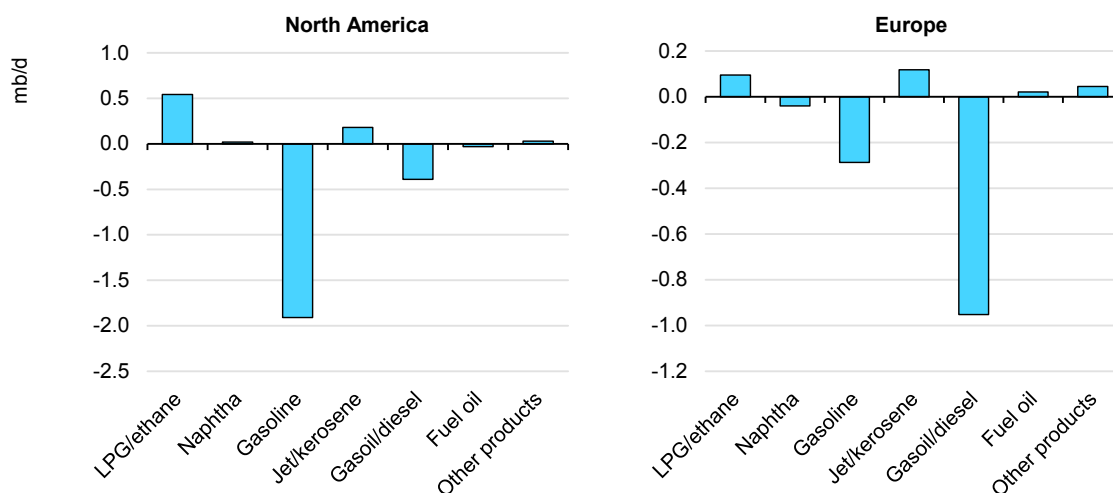 mb/d
North America
1.0
0.5
0.0
-0.5
-1.0
-1.5
-2.0
-2.5
LPG/ethane
Naphtha
Gasoline
Jet/kerosene
Gasoil/diesel
Fuel oil
Other products
Europe
0.2
0.0
-0.2
-0.4
-0.6
-0.8
-1.0
-1.2
LPG/ethane
Naphtha
Gasoline
Jet/kerosene
Gasoil/diesel
Fuel oil
Other products